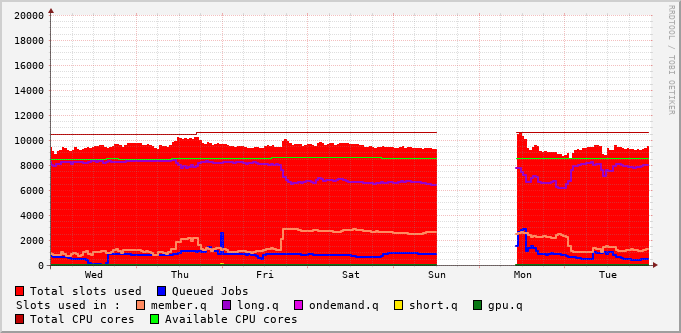 20000
18000
16000
14000
12000
10000
8000
6000
4000
2000
0
Wed Thu Fri Sat Sun Mon Tue
Total slots used Queued Jobs
Slots used in : member.q long.q ondemand.q short.q gpu.q
Total CPU cores Available CPU cores
RRDTOOL / TOBI OETIKER